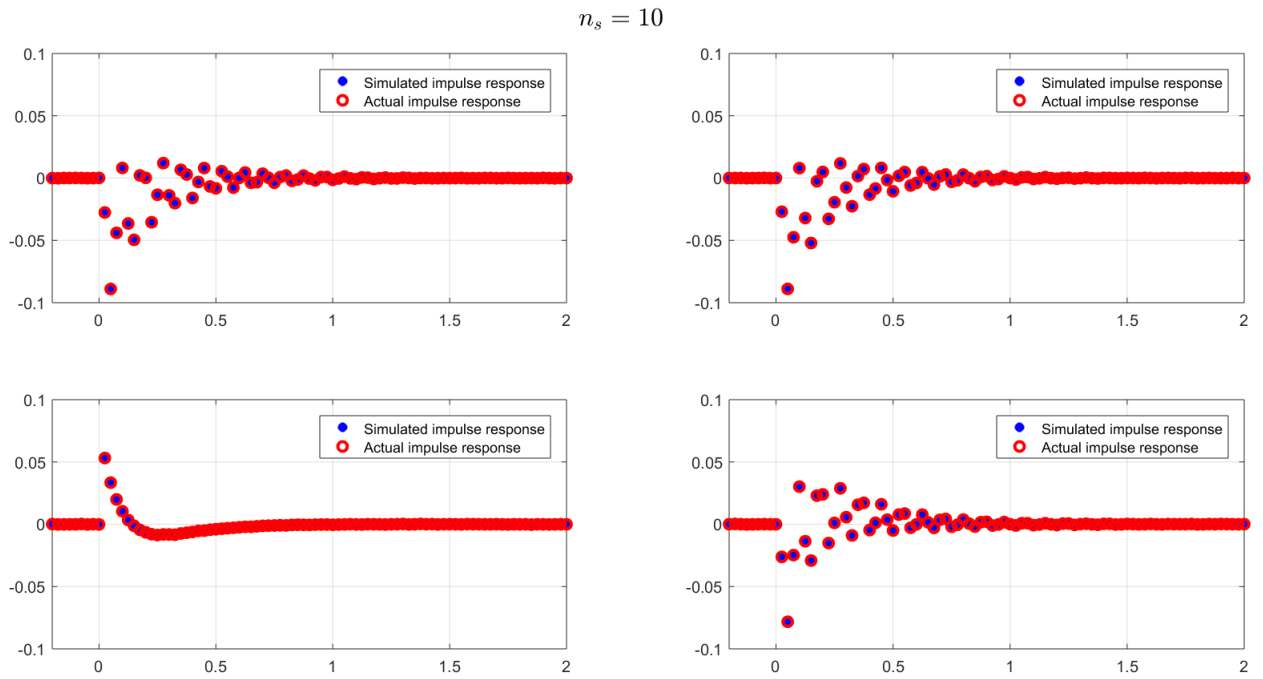 n_s = 10
0.1
0.05
0
-0.05
-0.1
0 0.5 1 1.5 2
Simulated impulse response
Actual impulse response
0.1
0.05
0
-0.05
-0.1
0 0.5 1 1.5 2
Simulated impulse response
Actual impulse response
0.1
0.05
0
-0.05
-0.1
0 0.5 1 1.5 2
Simulated impulse response
Actual impulse response
0.1
0.05
0
-0.05
-0.1
0 0.5 1 1.5 2
Simulated impulse response
Actual impulse response